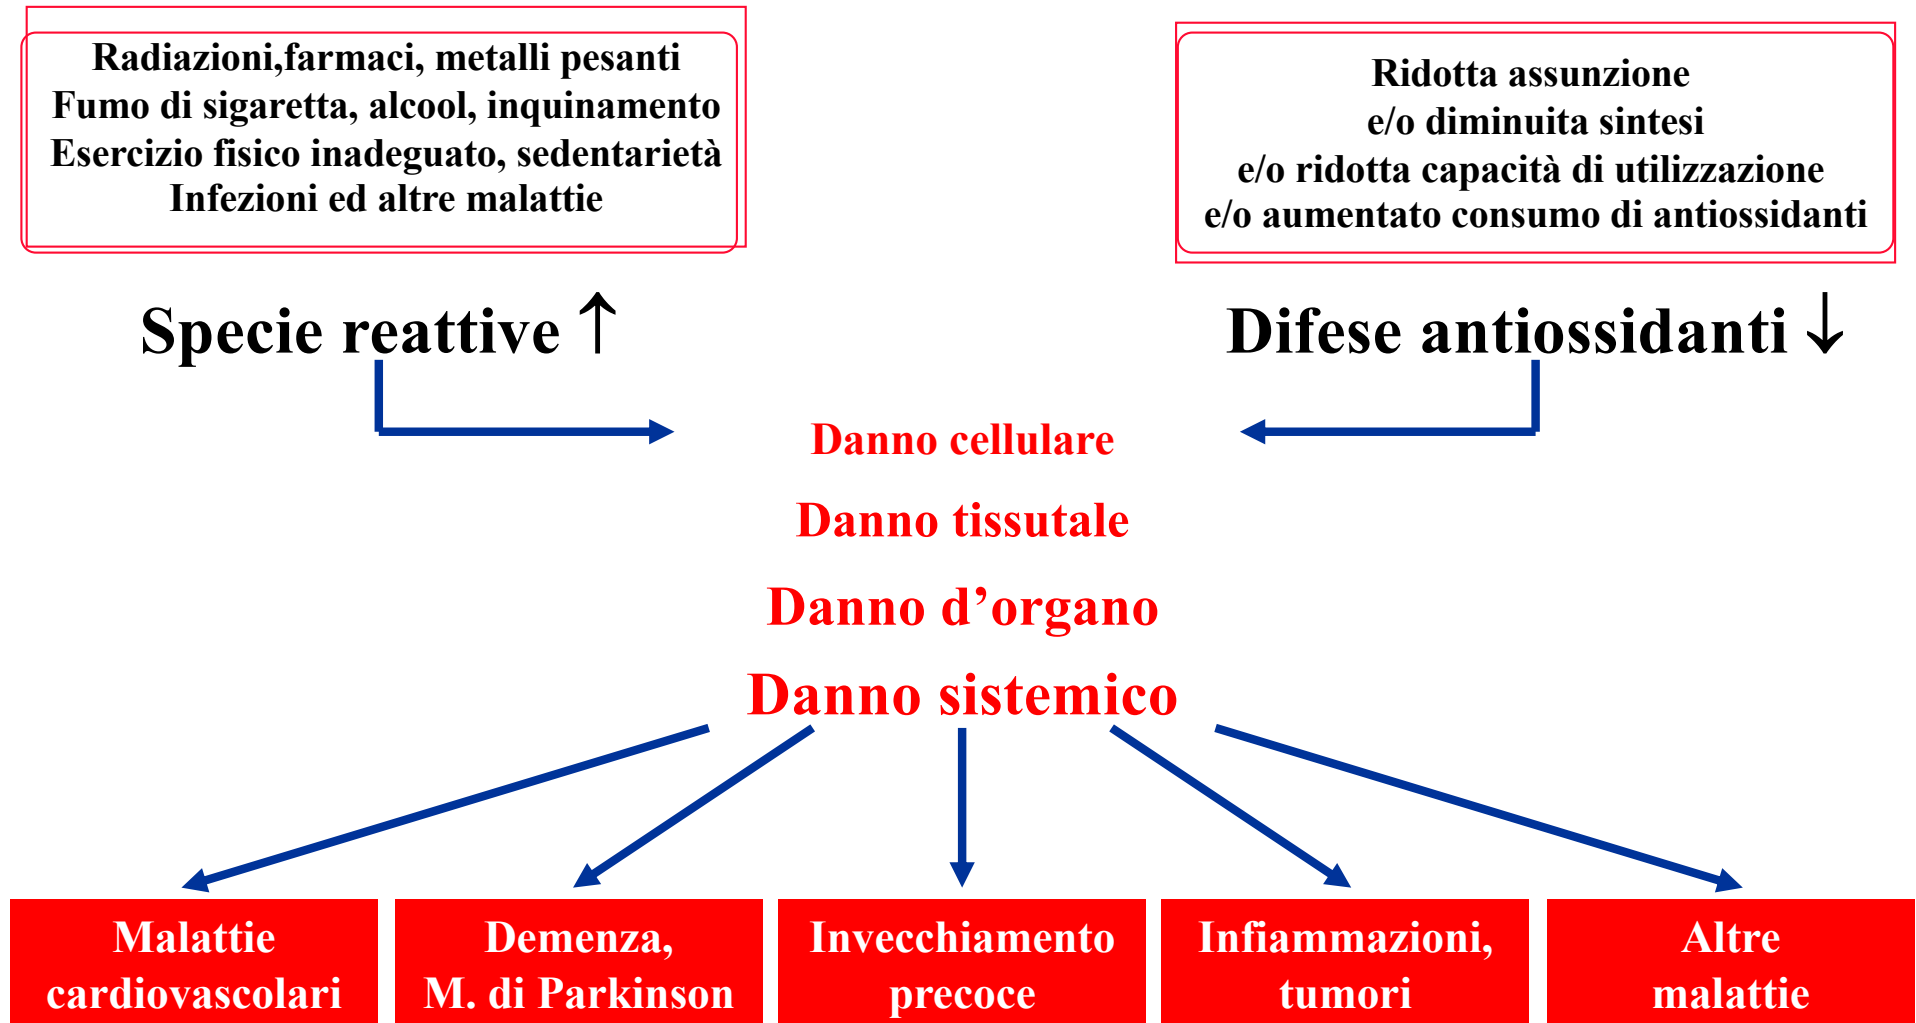 Radiazioni,farmaci, metalli pesanti
Fumo di sigaretta, alcool, inquinamento
Esercizio fisico inadeguato, sedentarietà
Infezioni ed altre malattie
Ridotta assunzione
e/o diminuita sintesi
e/o ridotta capacità di utilizzazione
e/o aumentato consumo di antiossidanti
Specie reattive ↑
Difese antiossidanti ↓
Danno cellulare
Danno tissutale
Danno d’organo
Danno sistemico
Malattie
cardiovascolari
Demenza,
M. di Parkinson
Invecchiamento
precoce
Infiammazioni,
tumori
Altre
malattie